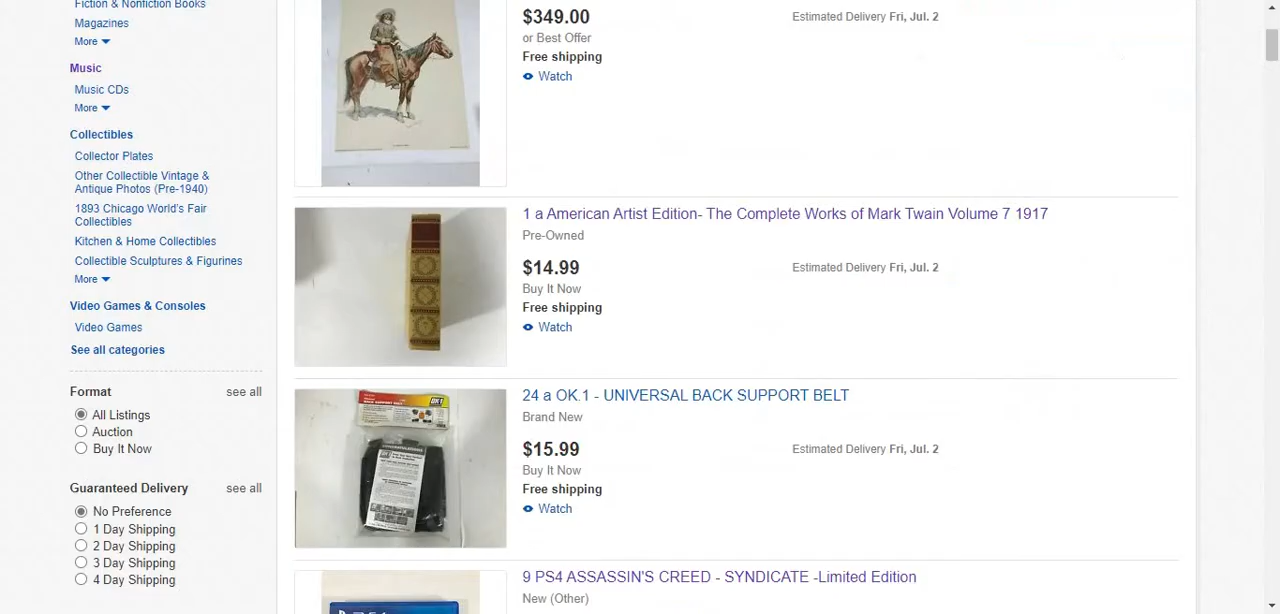 Fiction & Nonfiction Books
Magazines
More
Music
Music CDs
More
Collectibles
Collector Plates
Other Collectible Vintage &
Antique Photos (Pre-1940)
1893 Chicago World's Fair
Collectibles
Kitchen & Home Collectibles
Collectible Sculptures & Figurines
More
Video Games & Consoles
Video Games
See all categories
Format see all
All Listings
Auction
Buy It Now
Guaranteed Delivery see all
No Preference
1 Day Shipping
2 Day Shipping
3 Day Shipping
4 Day Shipping
$349.00 Estimated Delivery Fri, Jul. 2
or Best Offer
Free shipping
Watch
1 a American Artist Edition- The Complete Works of Mark Twain Volume 7 1917
Pre-Owned
$14.99 Estimated Delivery Fri, Jul. 2
Buy It Now
Free shipping
Watch
OK1
24 a OK.1 - UNIVERSAL BACK SUPPORT BELT
Brand New
$15.99 Estimated Delivery Fri, Jul. 2
Buy It Now
Free shipping
Watch
9 PS4 ASSASSIN'S CREED - SYNDICATE -Limited Edition
New (Other)